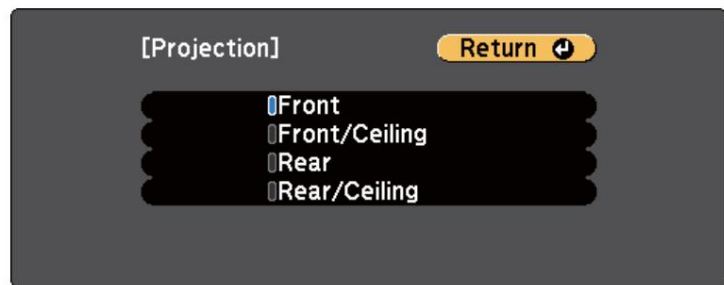 [Projection] Return
Front
Front/Ceiling
Rear
Rear/Ceiling